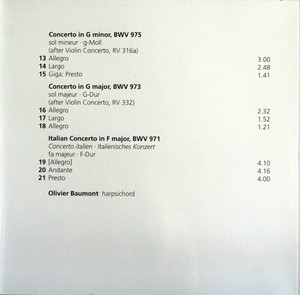 Concerto in G minor, BWV 975
sol mineur · g-Moll
(after Violin Concerto, RV 316a)
13 Allegro 3.00
14 Largo 2.48
15 Giga: Presto 1.41
Concerto in G major, BWV 973
sol majeur · G-Dur
(after Violin Concerto, RV 332)
16 Allegro 2.32
17 Largo 1.52
18 Allegro 1.21
Italian Concerto in F major, BWV 971
Concerto italien · Italienisches Konzert
fa majeur · F-Dur
19 [Allegro] 4.10
20 Andante 4.16
21 Presto 4.00
Olivier Baumont harpsichord